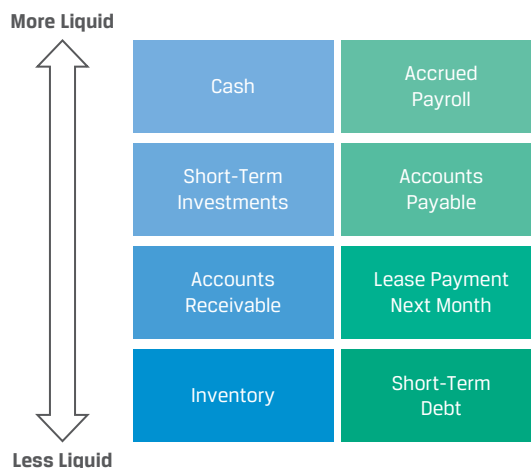 More Liquid
Cash
Accrued
Payroll
Short-Term
Investments
Accounts
Payable
Accounts
Receivable
Lease Payment
Next Month
Inventory
Short-Term
Debt
Less Liquid